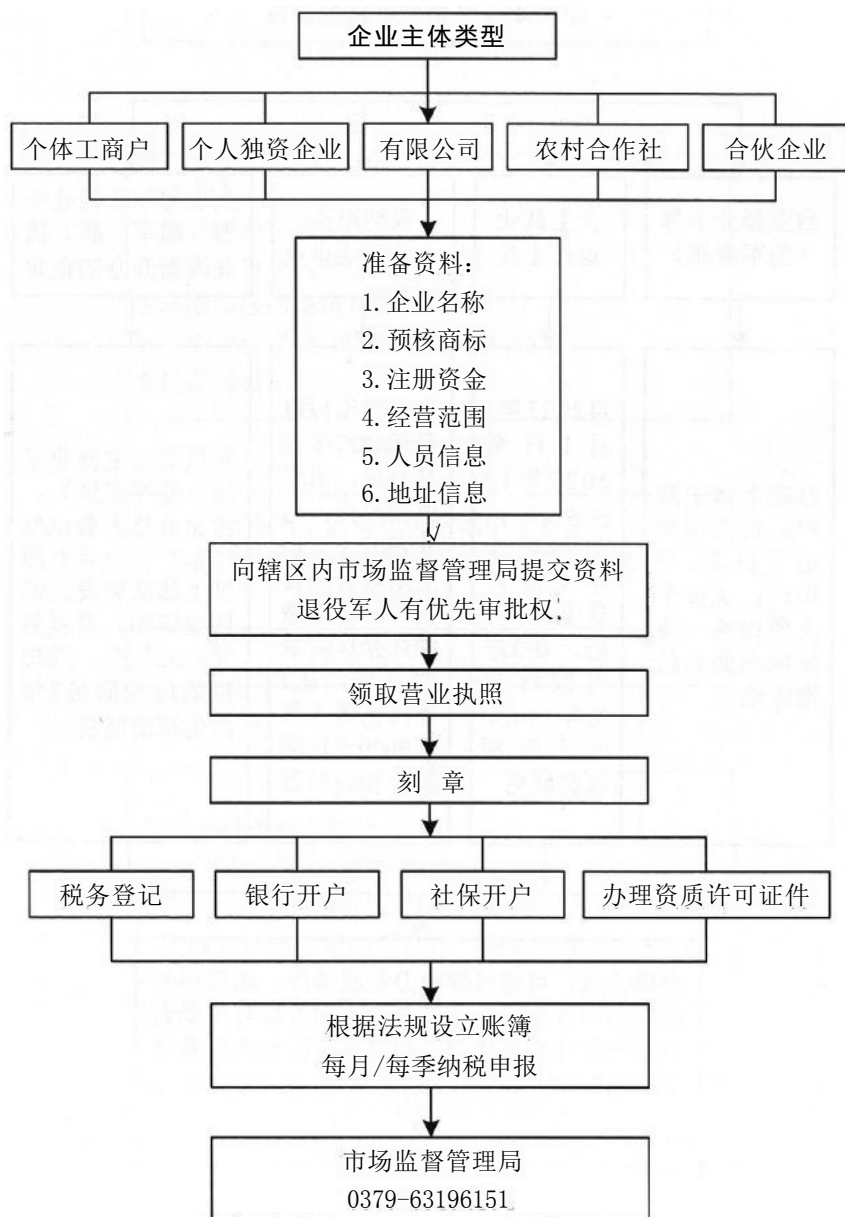 企业主体类型
个体工商户 个人独资企业 有限公司 农村合作社 合伙企业
准备资料：
1.企业名称
2.预核商标
3.注册资金
4.经营范围
5.人员信息
6.地址信息
向辖区内市场监督管理局提交资料
退役军人有优先审批权
领取营业执照
刻 章
税务登记 银行开户 社保开户 办理资质许可证件
根据法规设立账簿
每月/每季纳税申报
市场监督管理局
0379-63196151